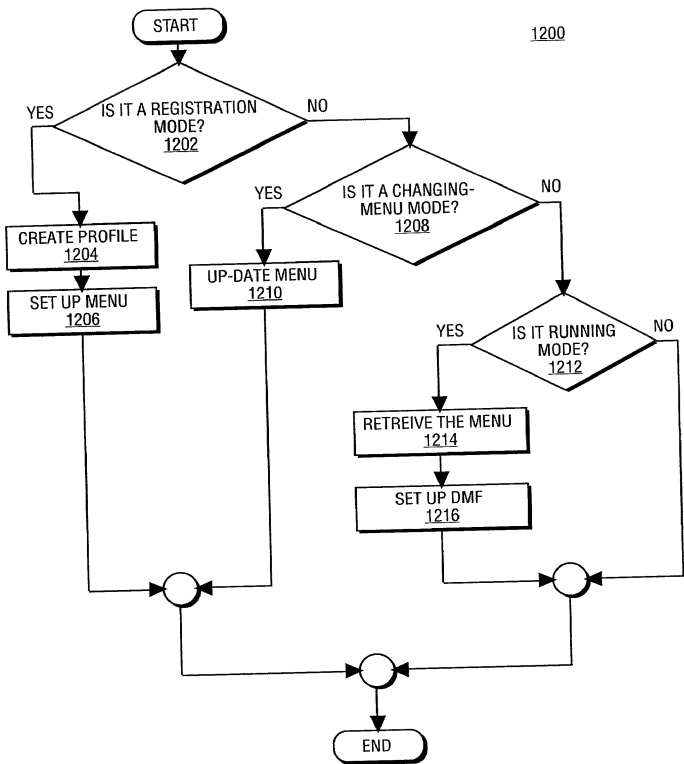 START
1200
YES
IS IT A REGISTRATION
MODE?
1202
NO
YES
IS IT A CHANGING-
MENU MODE?
1208
NO
CREATE PROFILE
1204
UP-DATE MENU
1210
SET UP MENU
1206
YES
IS IT RUNNING
MODE?
1212
NO
RETREIVE THE MENU
1214
SET UP DMF
1216
END